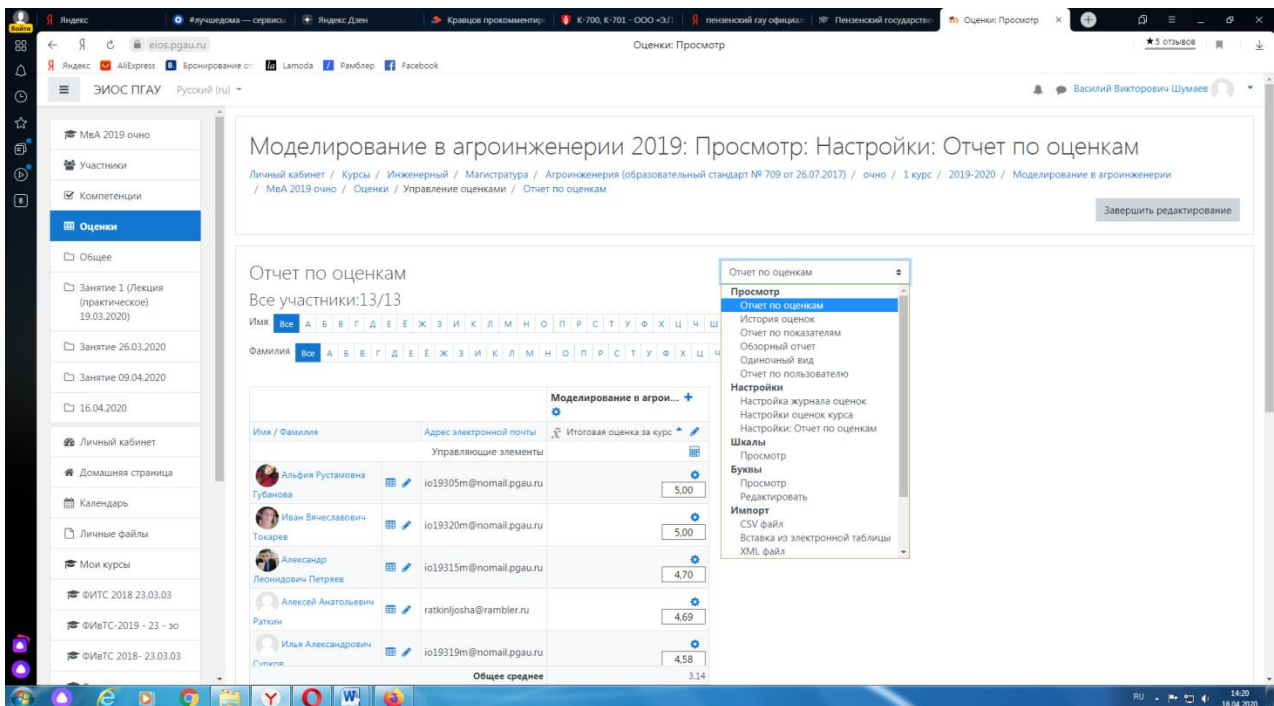 Войти
Яндекс
#лучшедома — сервисы
Яндекс Дзен
Кравцов прокомментиро
К-700, К-701 - ООО «ЭЛ
пензенский гау официал
Пензенский государстве
Оценки: Просмотр
eios.pgau.ru
Оценки: Просмотр
★5 отзывов
Яндекс
AliExpress
Бронирование от
Lamoda
Рамблер
Facebook
ЭИОС ПГАУ
Русский (ru)
Василий Викторович Шумаев
МвА 2019 очно
Участники
Компетенции
Оценки
Общее
Занятие 1 (Лекция
(практическое)
19.03.2020)
Занятие 26.03.2020
Занятие 09.04.2020
16.04.2020
Личный кабинет
Домашняя страница
Календарь
Личные файлы
Мои курсы
ФИТС 2018 23.03.03
ФИвТС-2019 - 23 - зо
ФИвТС 2018- 23.03.03
Моделирование в агроинженерии 2019: Просмотр: Настройки: Отчет по оценкам
Личный кабинет / Курсы / Инженерный / Магистратура / Агроинженерия (образовательный стандарт № 709 от 26.07.2017) / очно / 1 курс / 2019-2020 / Моделирование в агроинженерии
/ МвА 2019 очно / Оценки / Управление оценками / Отчет по оценкам
Завершить редактирование
Отчет по оценкам
Все участники:13/13
Имя Все А Б В Г Д Е Ё Ж З И К Л М Н О П Р С Т У Ф Х Ц Ч Ш
Фамилия Все А Б В Г Д Е Ё Ж З И К Л М Н О П Р С Т У Ф Х Ц Ч
Отчет по оценкам
Просмотр
Отчет по оценкам
История оценок
Отчет по показателям
Обзорный отчет
Одиночный вид
Отчет по пользователю
Настройки
Настройка журнала оценок
Настройки оценок курса
Настройки: Отчет по оценкам
Шкалы
Просмотр
Буквы
Просмотр
Редактировать
Импорт
CSV файл
Вставка из электронной таблицы
XML файл
Моделирование в агрои...
Имя / Фамилия
Адрес электронной почты
Итоговая оценка за курс
Управляющие элементы
Альфия Рустамовна
Губанова
io19305m@nomail.pgau.ru
5,00
Иван Вячеславович
Токарев
io19320m@nomail.pgau.ru
5,00
Александр
Леонидович Петряев
io19315m@nomail.pgau.ru
4,70
Алексей Анатольевич
Раткин
ratkinljosha@rambler.ru
4,69
Илья Александрович
Сурков
io19319m@nomail.pgau.ru
4,58
Общее среднее
3,14
RU
14:20
18.04.2020